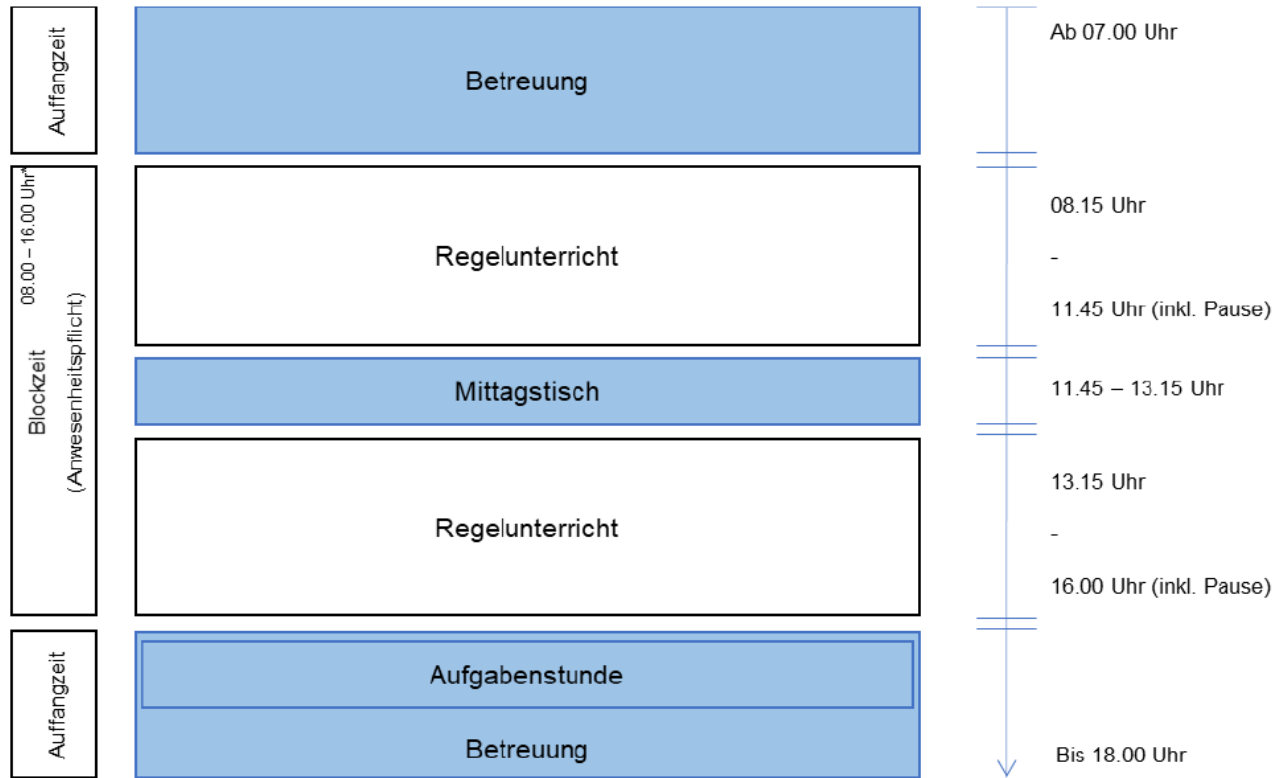 Auffangzeit
Betreuung
Ab 07.00 Uhr
Blockzeit 08.00 – 16.00 Uhr*
(Anwesenheitspflicht)
Regelunterricht
08.15 Uhr
-
11.45 Uhr (inkl. Pause)
Mittagstisch
11.45 – 13.15 Uhr
Regelunterricht
13.15 Uhr
-
16.00 Uhr (inkl. Pause)
Auffangzeit
Aufgabenstunde
Betreuung
Bis 18.00 Uhr